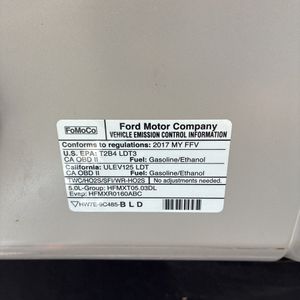 FoMoCo
Ford Motor Company
VEHICLE EMISSION CONTROL INFORMATION
Conforms to regulations: 2017 MY FFV
U.S. EPA: T2B4 LDT3
CA OBD II Fuel: Gasoline/Ethanol
California: ULEV125 LDT
CA OBD II Fuel: Gasoline/Ethanol
TWC/HO2S/SFI/WR-HO2S No adjustments needed.
5.0L-Group: HFMXT05.03DL
Evap: HFMXR0160ABC
HW7E-9C485-BLD